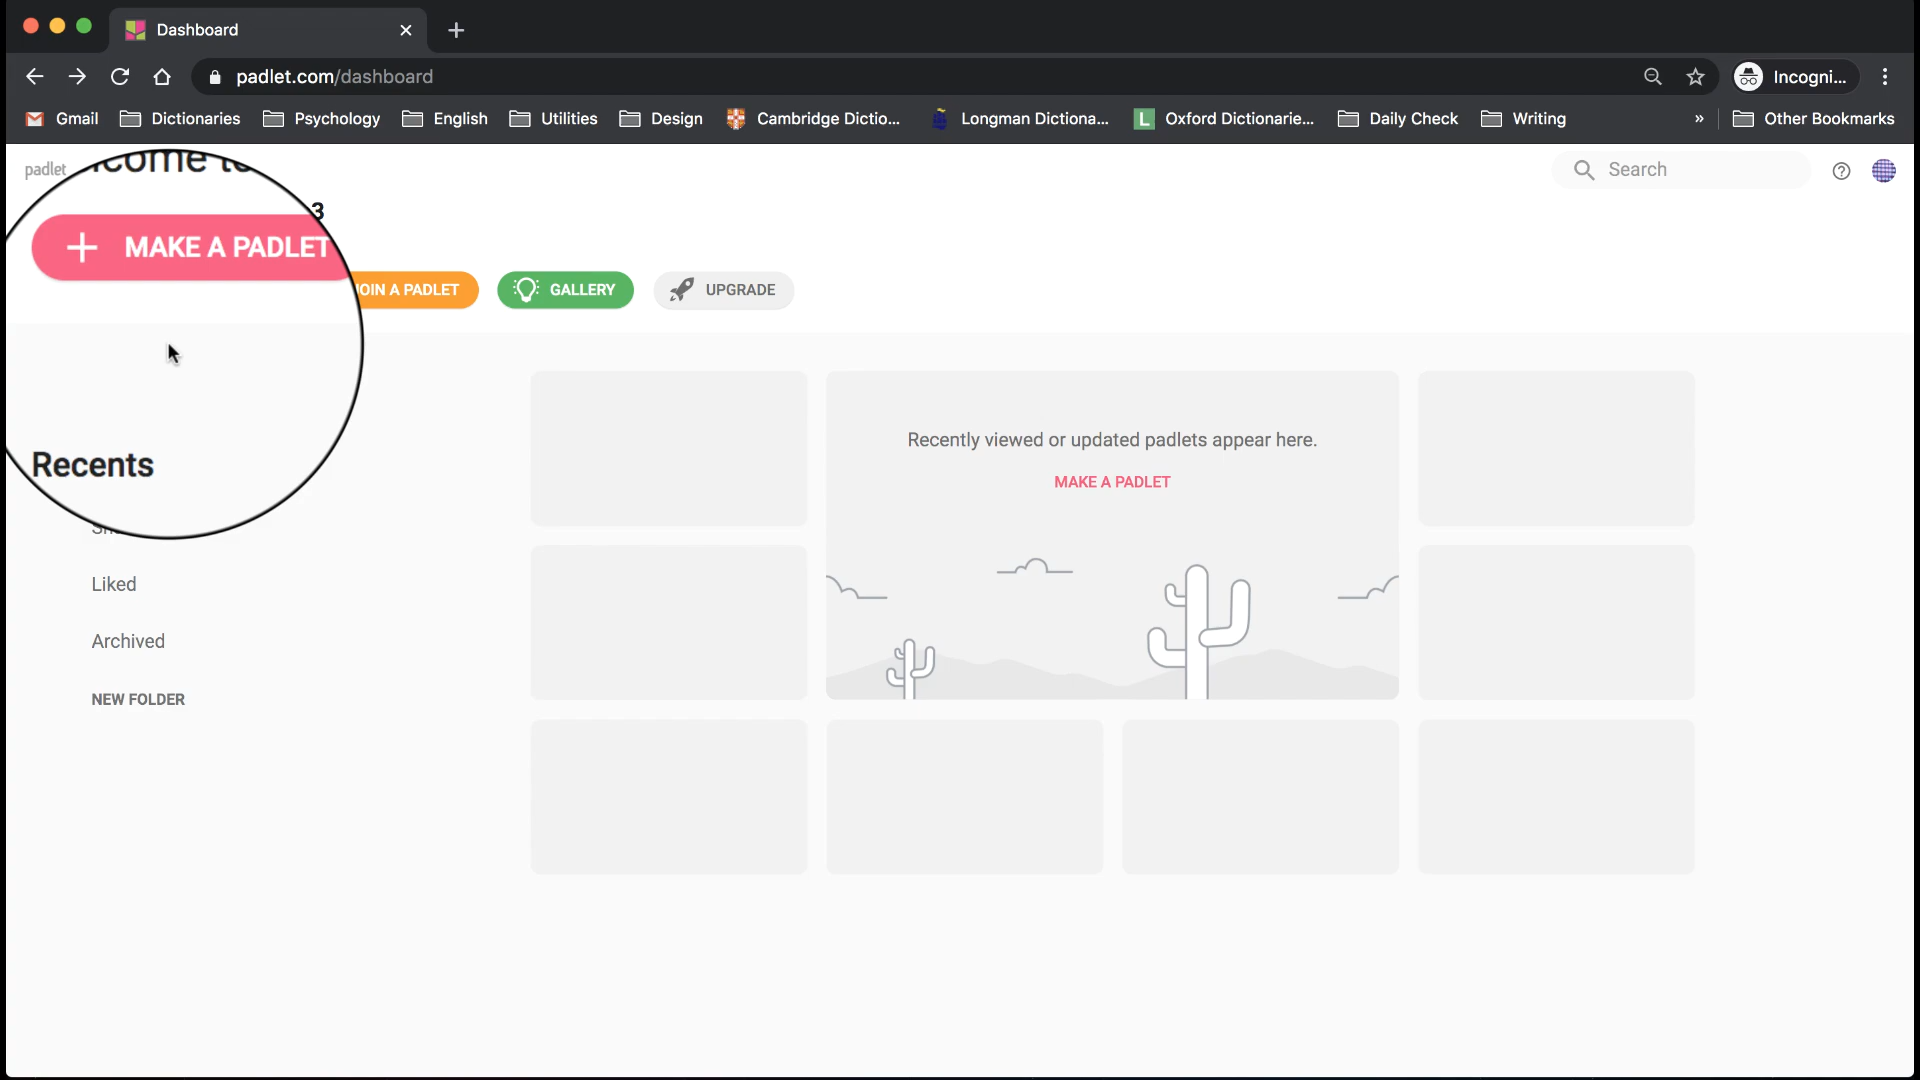 Dashboard
padlet.com/dashboard
Incogni...
Gmail
Dictionaries
Psychology
English
Utilities
Design
Cambridge Dictio...
Longman Dictiona...
L
Oxford Dictionarie...
Daily Check
Writing
»
Other Bookmarks
padlet
Search
3
MAKE A PADLET
JOIN A PADLET
GALLERY
UPGRADE
Recents
Liked
Archived
NEW FOLDER
Recently viewed or updated padlets appear here.
MAKE A PADLET